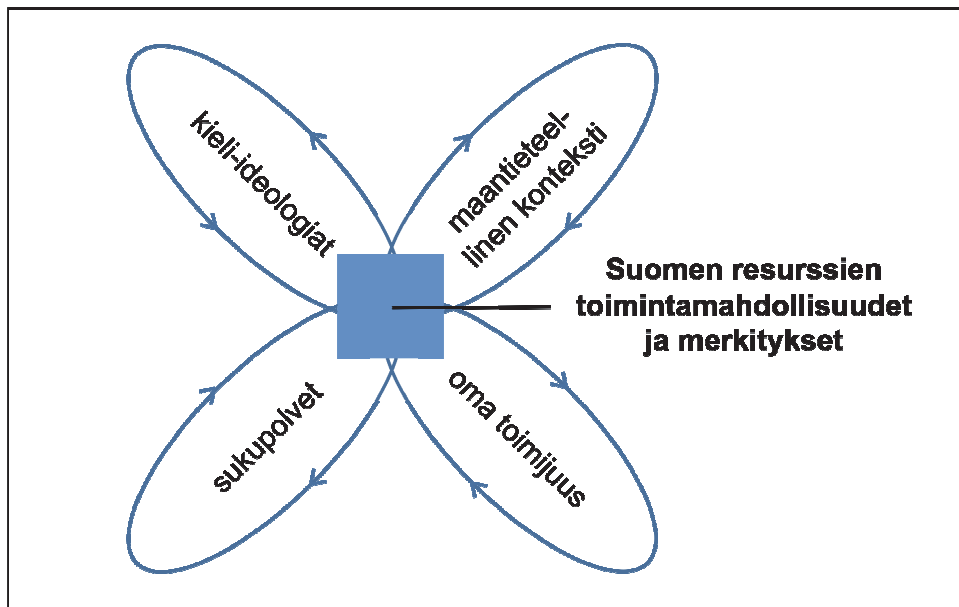 kieli-ideologiat
maantieteel-
linen konteksti
Suomen resurssien
toimintamahdollisuudet
ja merkitykset
sukupolvet
oma toimijuus